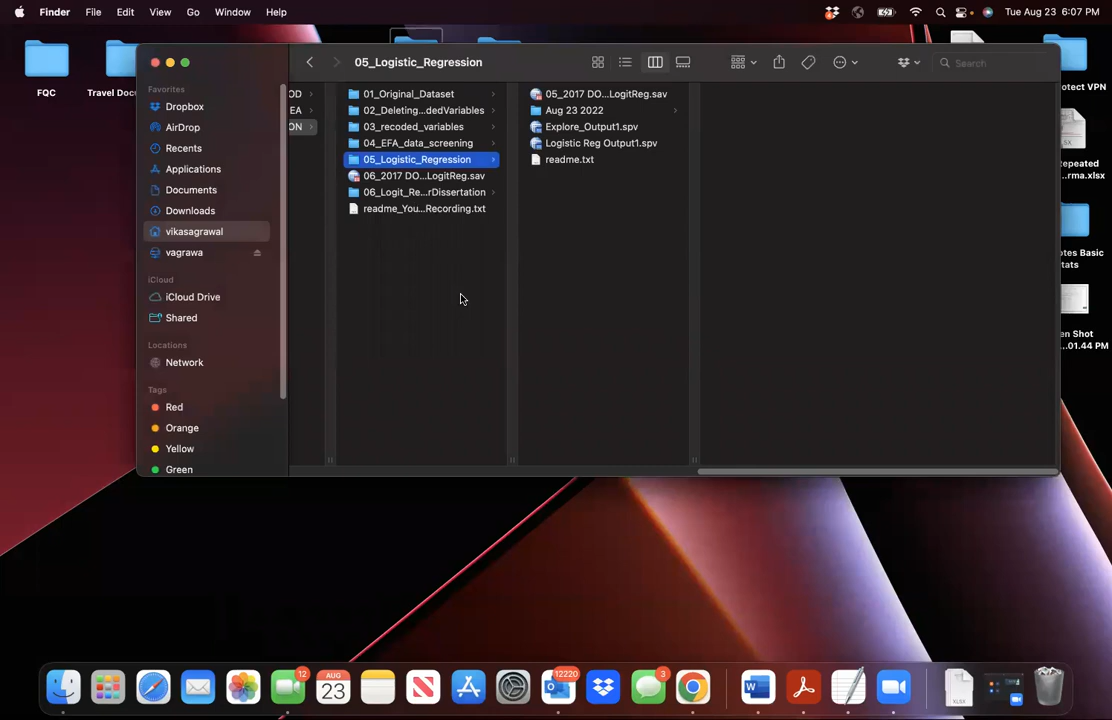 Finder File Edit View Go Window Help
Tue Aug 23 6:07 PM
FQC
Travel Docu
05_Logistic_Regression
Search
Favorites
Dropbox
AirDrop
Recents
Applications
Documents
Downloads
vikasagrawal
vagrawa
iCloud
iCloud Drive
Shared
Locations
Network
Tags
Red
Orange
Yellow
Green
OD
EA
ON
01_Original_Dataset
02_Deleting...dedVariables
03_recoded_variables
04_EFA_data_screening
05_Logistic_Regression
06_2017 DO...LogitReg.sav
06_Logit_Re...rDissertation
readme_You...Recording.txt
05_2017 DO...LogitReg.sav
Aug 23 2022
Explore_Output1.spv
Logistic Reg Output1.spv
readme.txt
otect VPN
epeated
...rma.xlsx
otes Basic
tats
en Shot
...01.44 PM
12
AUG
23
12220
3
XLSX